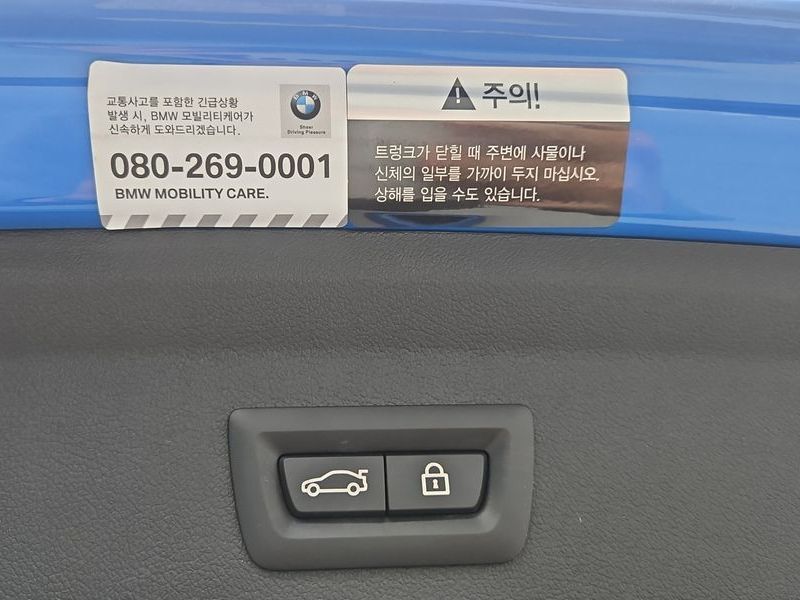 교통사고를 포함한 긴급상황
발생 시, BMW 모빌리티케어가
신속하게 도와드리겠습니다.
BMW
Sheer
Driving Pleasure
080-269-0001
BMW MOBILITY CARE.
주의!
트렁크가 닫힐 때 주변에 사물이나
신체의 일부를 가까이 두지 마십시오.
상해를 입을 수도 있습니다.